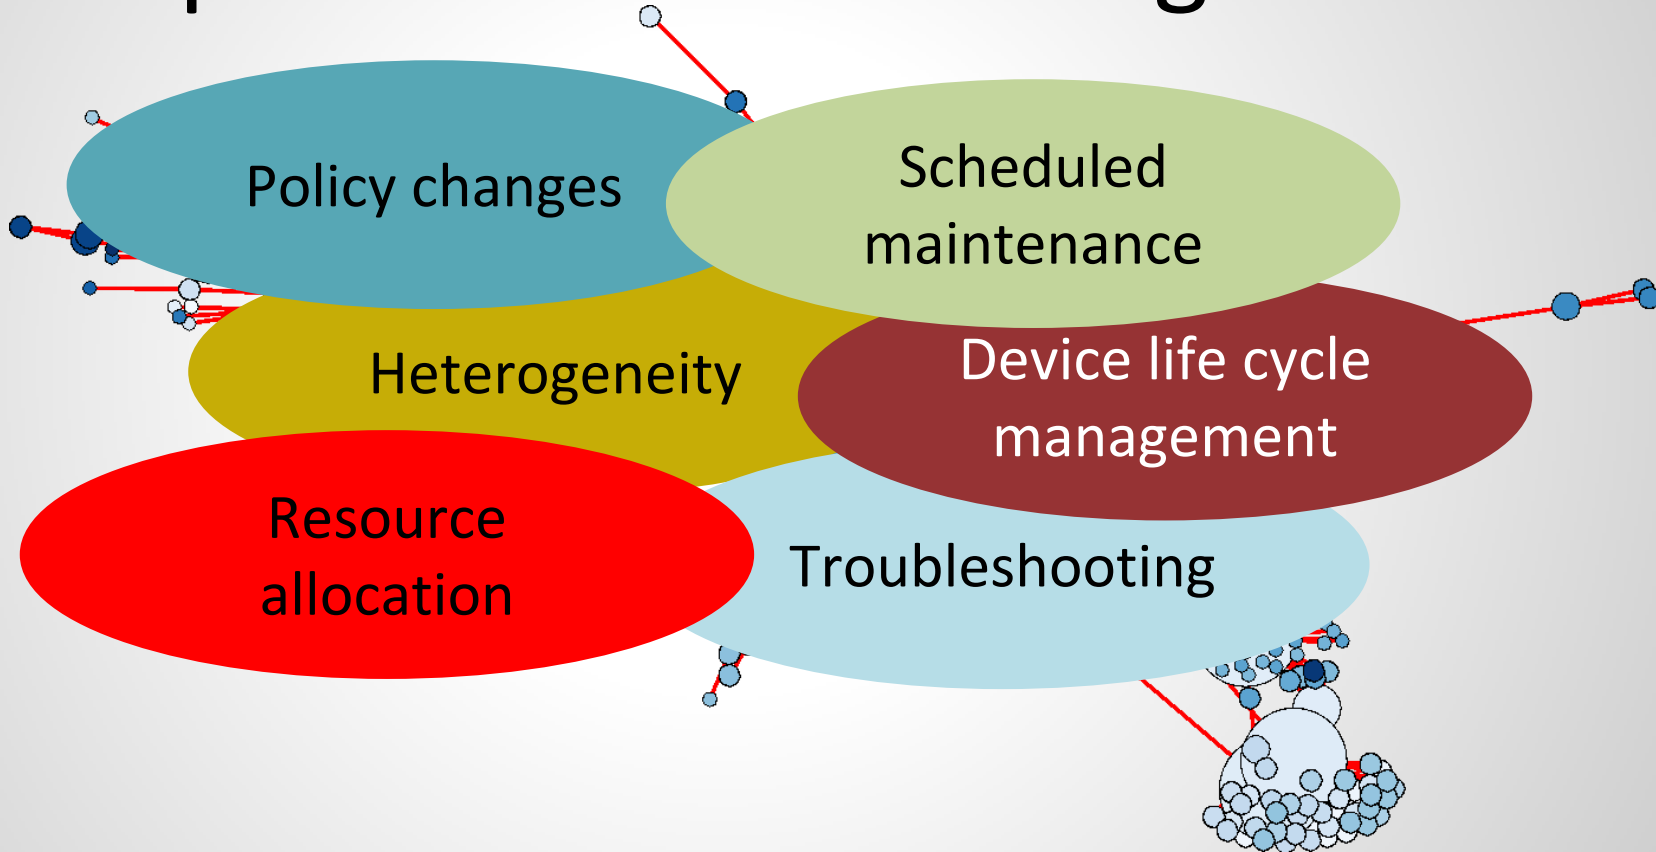 Policy changes
Scheduled
maintenance
Heterogeneity
Device life cycle
management
Resource
allocation
Troubleshooting